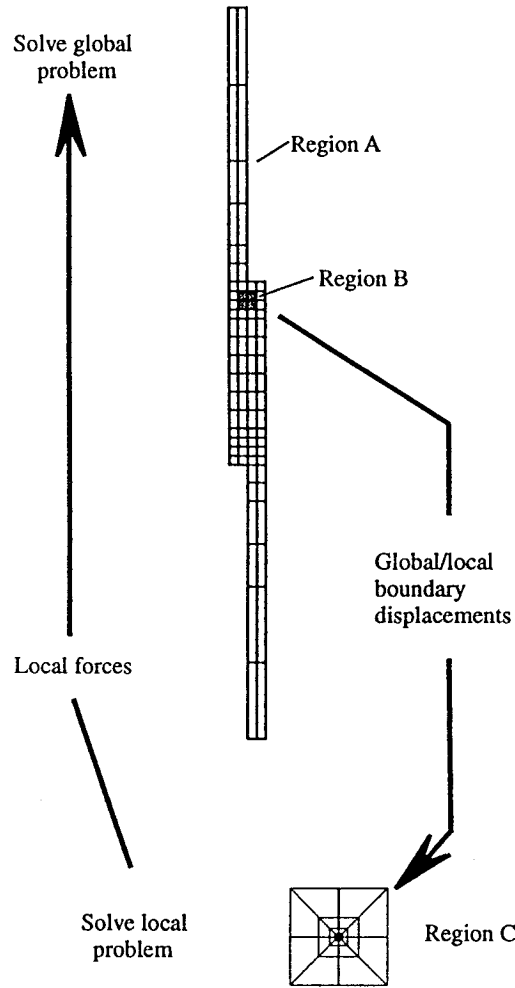 Solve global
problem
Region A
Region B
Global/local
boundary
displacements
Local forces
Solve local
problem
Region C